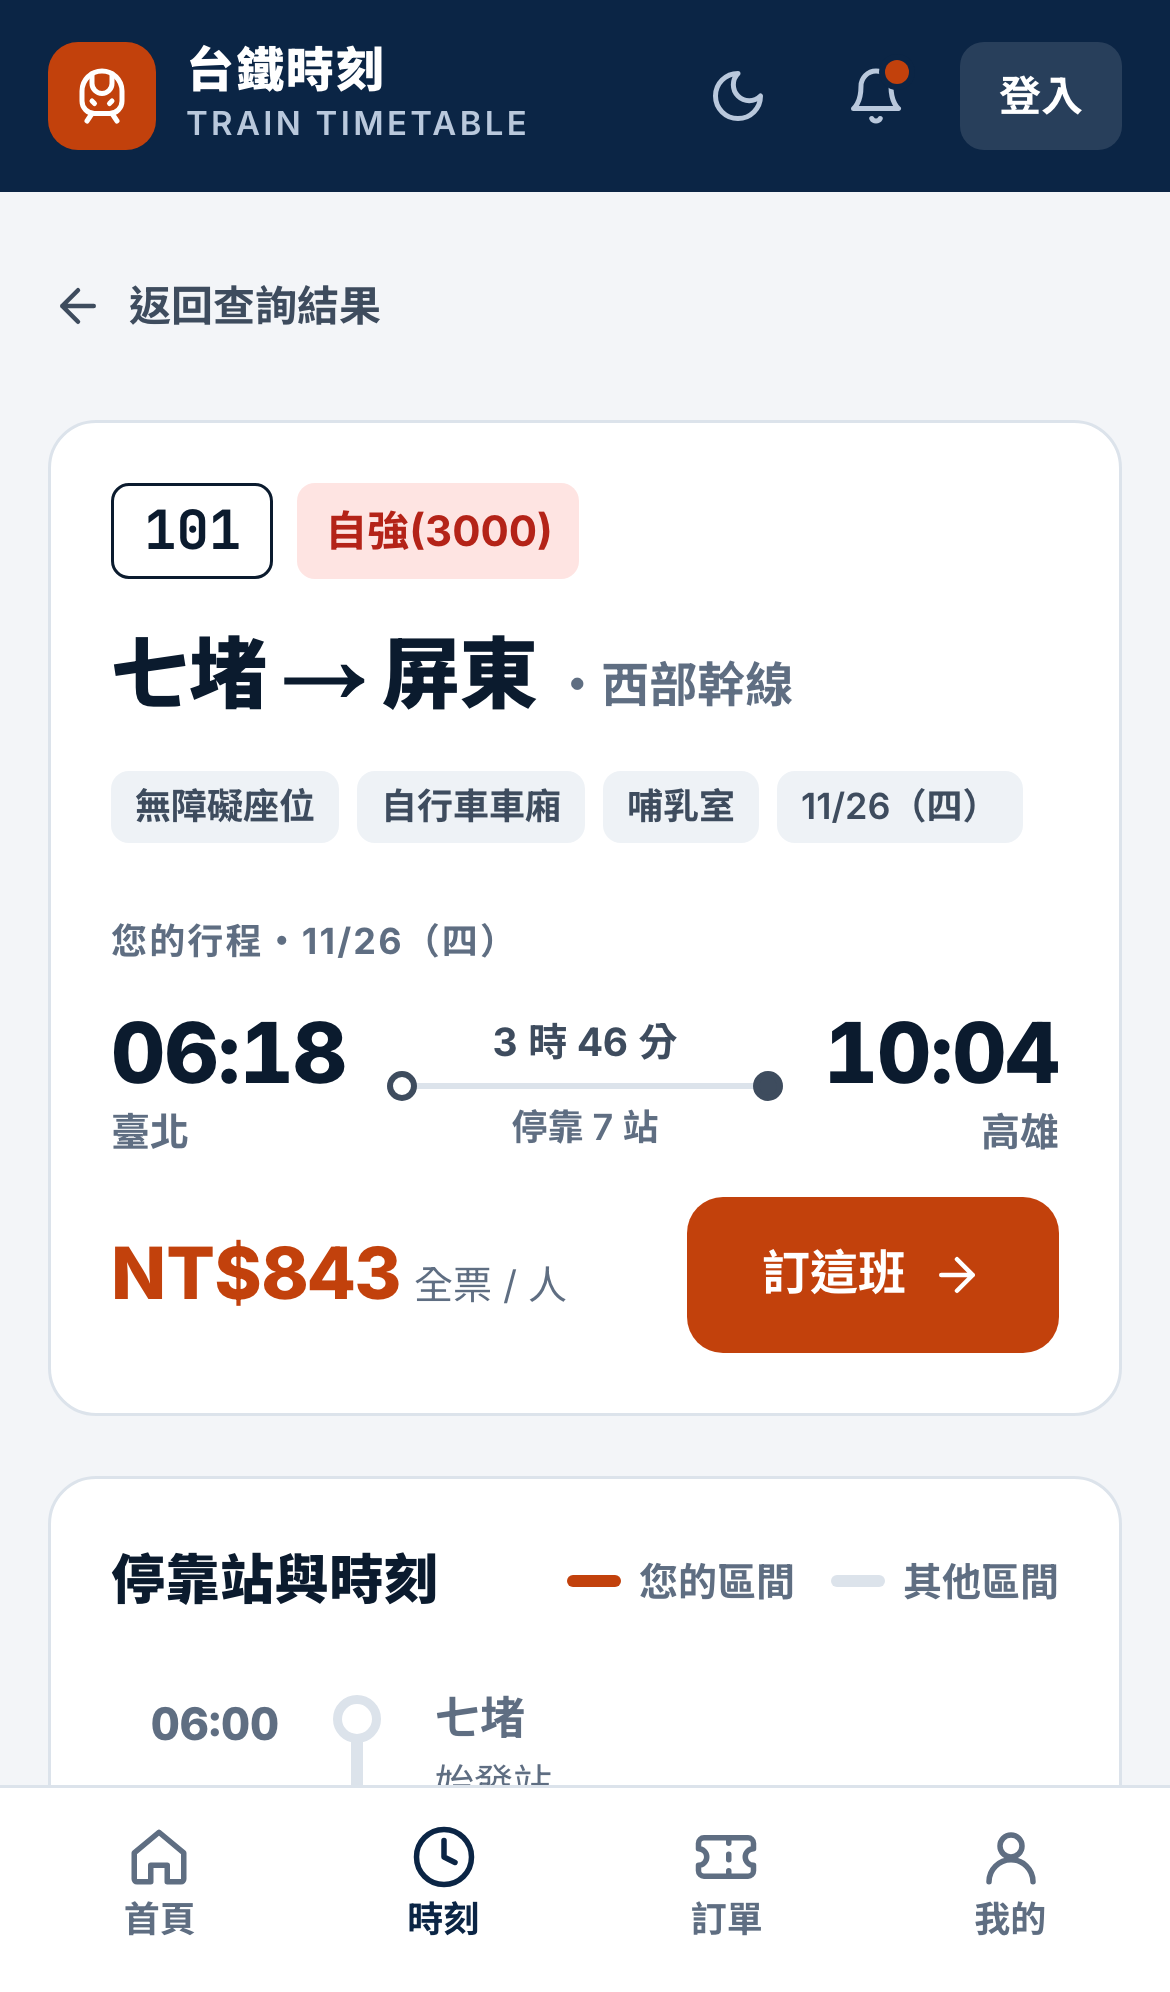 台鐵時刻
TRAIN TIMETABLE
登入
返回查詢結果
101
自強(3000)
七堵 → 屏東 · 西部幹線
無障礙座位
自行車車廂
哺乳室
11/26（四）
您的行程・11/26（四）
06:18
3 時 46 分
10:04
臺北
停靠 7 站
高雄
NT$843 全票 / 人
訂這班 →
停靠站與時刻
您的區間
其他區間
06:00
七堵
始發站
首頁
時刻
訂單
我的